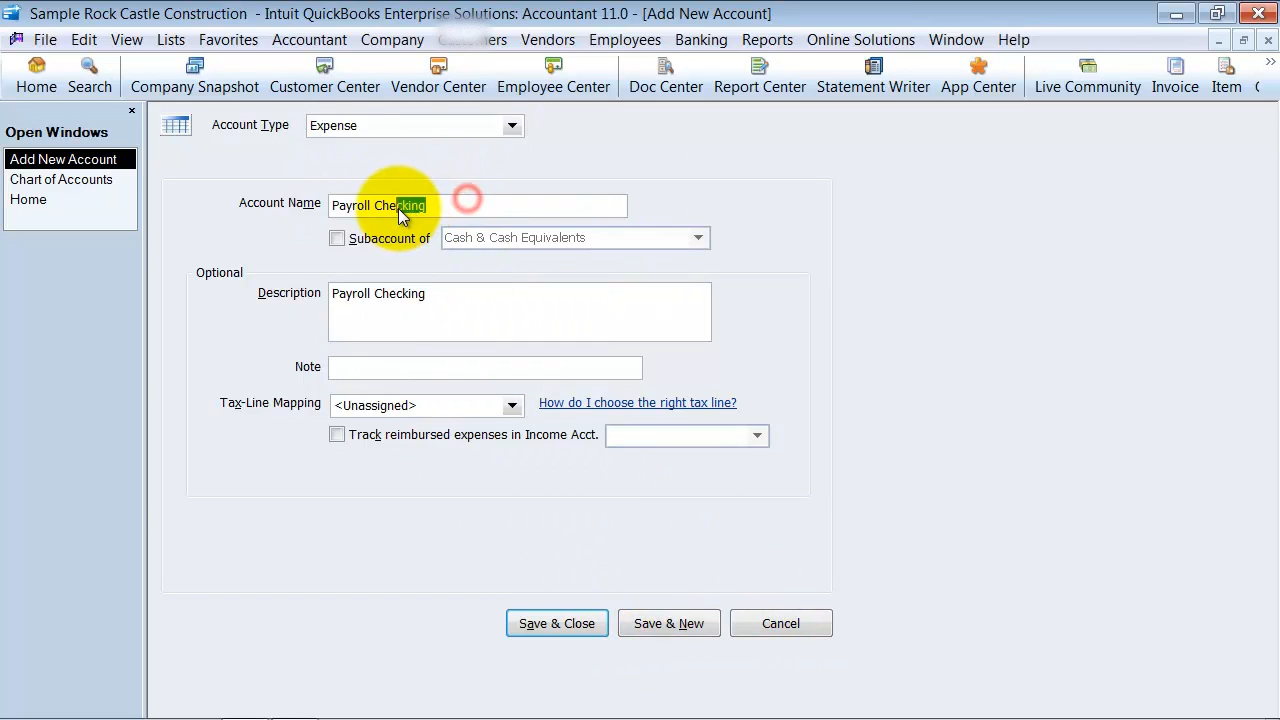 Sample Rock Castle Construction - Intuit QuickBooks Enterprise Solutions: Accountant 11.0 - [Add New Account]
File Edit View Lists Favorites Accountant Company Customers Vendors Employees Banking Reports Online Solutions Window Help
Home Search Company Snapshot Customer Center Vendor Center Employee Center Doc Center Report Center Statement Writer App Center Live Community Invoice Item
Open Windows
Add New Account
Chart of Accounts
Home
Account Type Expense
Account Name Payroll Checking
Subaccount of Cash & Cash Equivalents
Optional
Description Payroll Checking
Note
Tax-Line Mapping <Unassigned> How do I choose the right tax line?
Track reimbursed expenses in Income Acct.
Save & Close Save & New Cancel